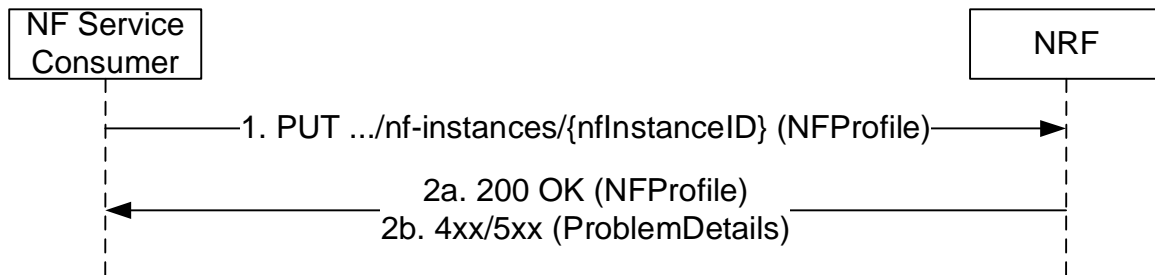 NF Service
Consumer
NRF
1. PUT .../nf-instances/{nfInstanceID} (NFProfile)
2a. 200 OK (NFProfile)
2b. 4xx/5xx (ProblemDetails)